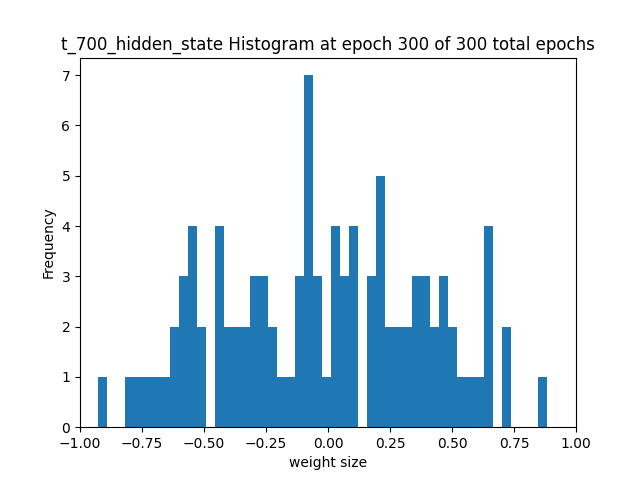 t_700_hidden_state Histogram at epoch 300 of 300 total epochs
7
6
5
4
3
2
1
0
Frequency
−1.00 −0.75 −0.50 −0.25 0.00 0.25 0.50 0.75 1.00
weight size